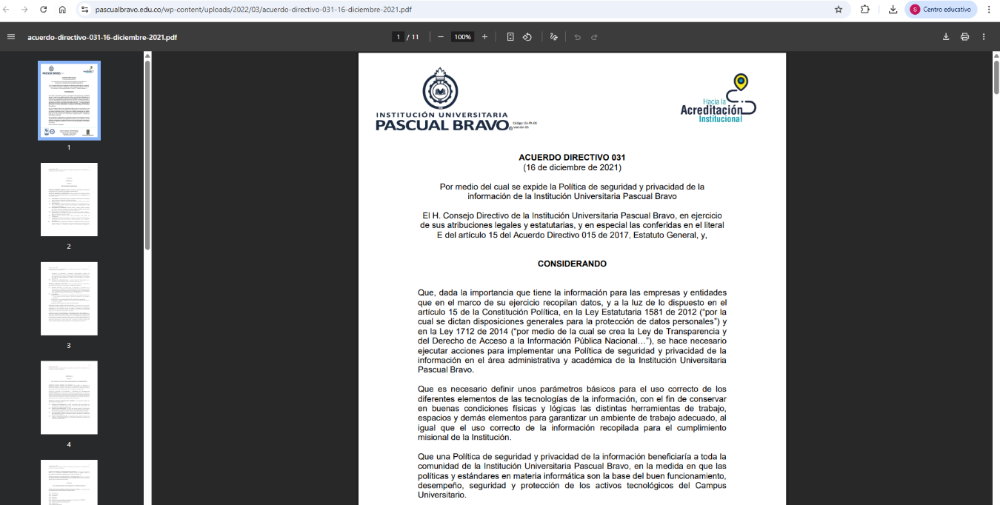 pascualbravo.edu.co/wp-content/uploads/2022/03/acuerdo-directivo-031-16-diciembre-2021.pdf
S Centro educativo
acuerdo-directivo-031-16-diciembre-2021.pdf
1 / 11
100%
1
2
3
4
INSTITUCIÓN UNIVERSITARIA
PASCUAL BRAVO®
Código: GJ-FR-06
Versión 05
Hacia la
Acreditación
Institucional
ACUERDO DIRECTIVO 031
(16 de diciembre de 2021)
Por medio del cual se expide la Política de seguridad y privacidad de la
información de la Institución Universitaria Pascual Bravo
El H. Consejo Directivo de la Institución Universitaria Pascual Bravo, en ejercicio
de sus atribuciones legales y estatutarias, y en especial las conferidas en el literal
E del artículo 15 del Acuerdo Directivo 015 de 2017, Estatuto General, y,
CONSIDERANDO
Que, dada la importancia que tiene la información para las empresas y entidades
que en el marco de su ejercicio recopilan datos, y a la luz de lo dispuesto en el
artículo 15 de la Constitución Política, en la Ley Estatutaria 1581 de 2012 (“por la
cual se dictan disposiciones generales para la protección de datos personales”) y
en la Ley 1712 de 2014 (“por medio de la cual se crea la Ley de Transparencia y
del Derecho de Acceso a la Información Pública Nacional…”), se hace necesario
ejecutar acciones para implementar una Política de seguridad y privacidad de la
información en el área administrativa y académica de la Institución Universitaria
Pascual Bravo.
Que es necesario definir unos parámetros básicos para el uso correcto de los
diferentes elementos de las tecnologías de la información, con el fin de conservar
en buenas condiciones físicas y lógicas las distintas herramientas de trabajo,
espacios y demás elementos para garantizar un ambiente de trabajo adecuado, al
igual que el uso correcto de la información recopilada para el cumplimiento
misional de la Institución.
Que una Política de seguridad y privacidad de la información beneficiaría a toda la
comunidad de la Institución Universitaria Pascual Bravo, en la medida en que las
políticas y estándares en materia informática son la base del buen funcionamiento,
desempeño, seguridad y protección de los activos tecnológicos del Campus
Universitario.